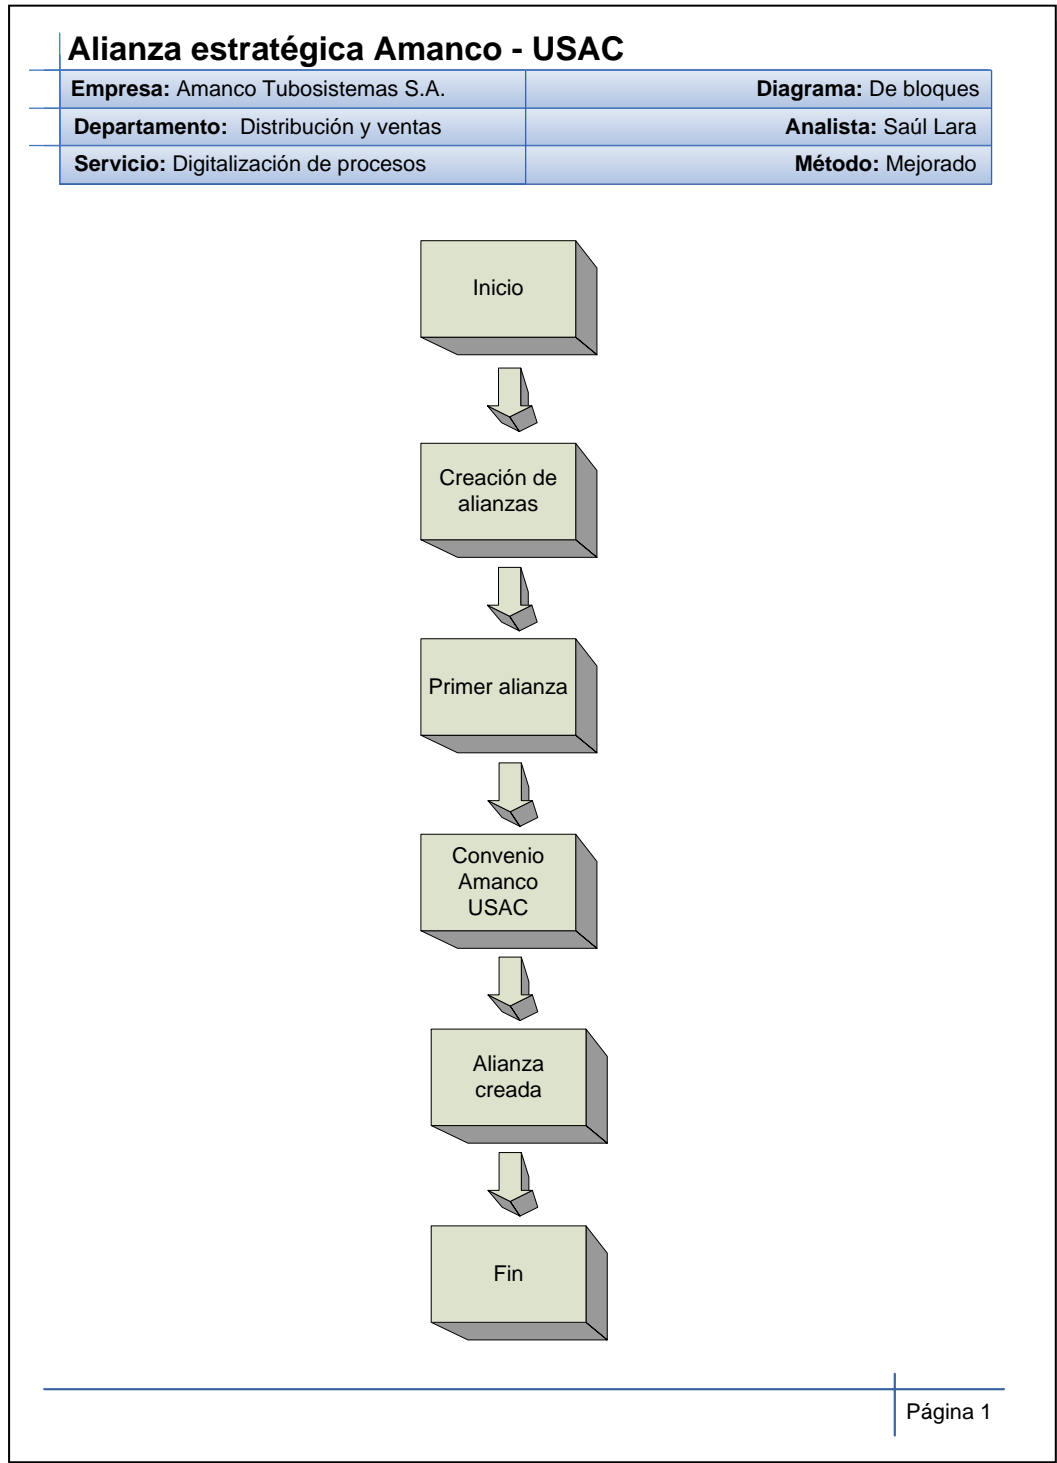 Alianza estratégica Amanco - USAC
Empresa: Amanco Tubosistemas S.A.
Diagrama: De bloques
Departamento: Distribución y ventas
Analista: Saúl Lara
Servicio: Digitalización de procesos
Método: Mejorado
Inicio
Creación de
alianzas
Primer alianza
Convenio
Amanco
USAC
Alianza
creada
Fin
Página 1